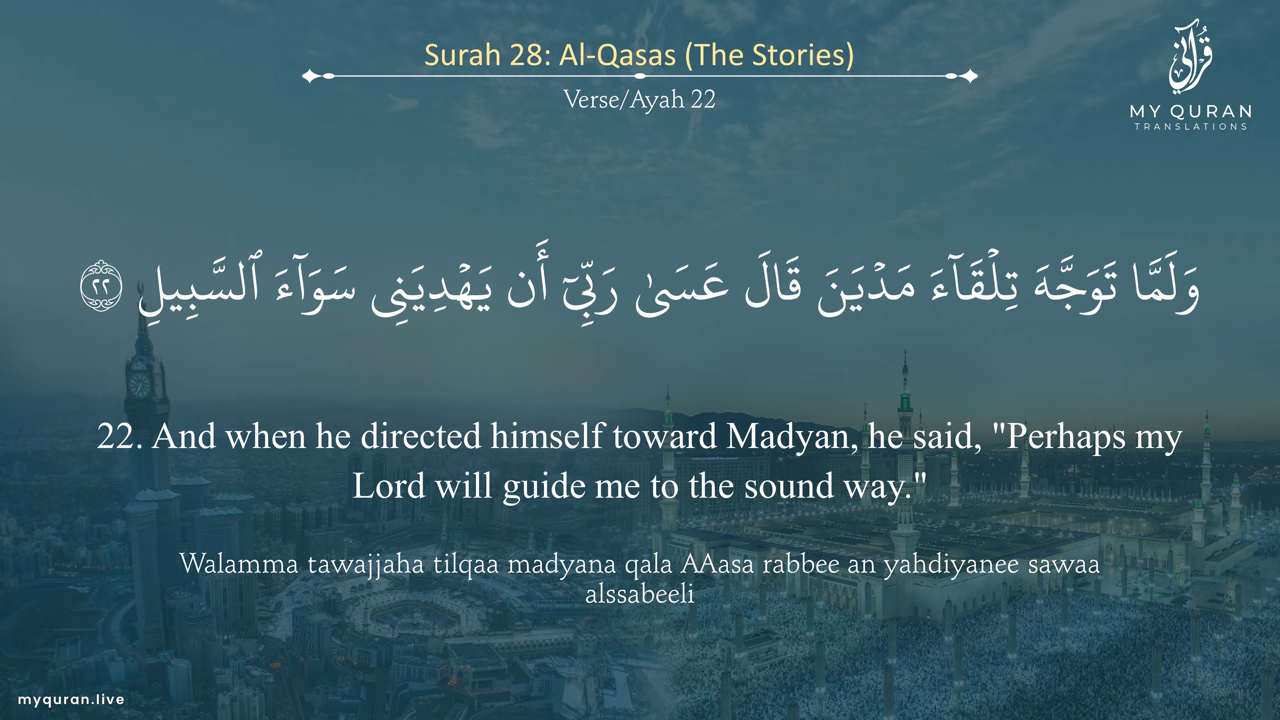 Surah 28: Al-Qasas (The Stories)
Verse/Ayah 22
قرآني
MY QURAN
TRANSLATIONS
وَلَمَّا تَوَجَّهَ تِلْقَآءَ مَدْيَنَ قَالَ عَسَىٰ رَبِّىٓ أَن يَهْدِيَنِى سَوَآءَ ٱلسَّبِيلِ ٢٢
22. And when he directed himself toward Madyan, he said, "Perhaps my
Lord will guide me to the sound way."
Walamma tawajjaha tilqaa madyana qala AAasa rabbee an yahdiyanee sawaa
alssabeeli
myquran.live